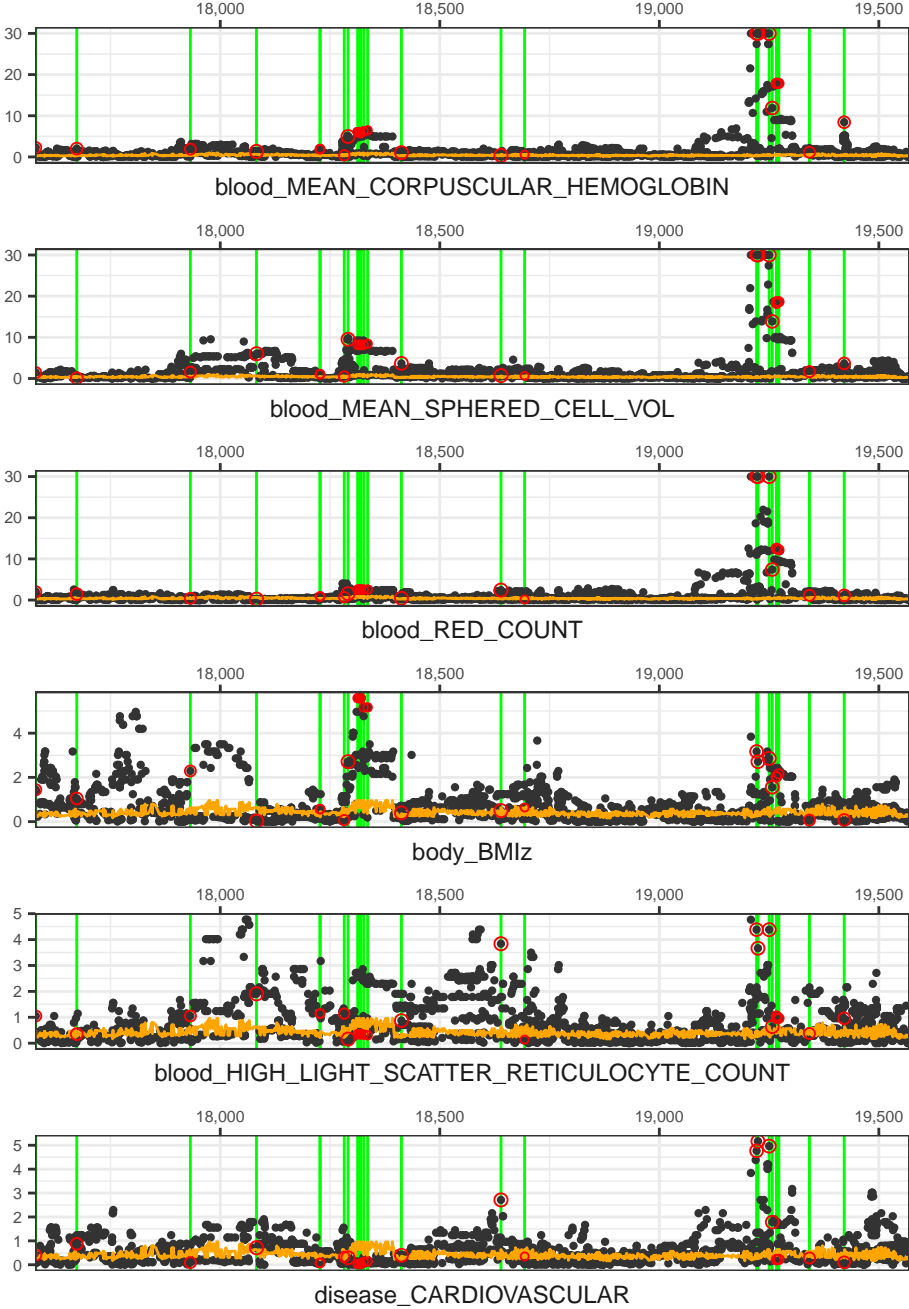 18,000 18,500 19,000 19,500
30
20
10
0
blood_MEAN_CORPUSCULAR_HEMOGLOBIN
18,000 18,500 19,000 19,500
30
20
10
0
blood_MEAN_SPHERED_CELL_VOL
18,000 18,500 19,000 19,500
30
20
10
0
blood_RED_COUNT
18,000 18,500 19,000 19,500
4
2
0
body_BMIz
18,000 18,500 19,000 19,500
5
4
3
2
1
0
blood_HIGH_LIGHT_SCATTER_RETICULOCYTE_COUNT
18,000 18,500 19,000 19,500
5
4
3
2
1
0
disease_CARDIOVASCULAR